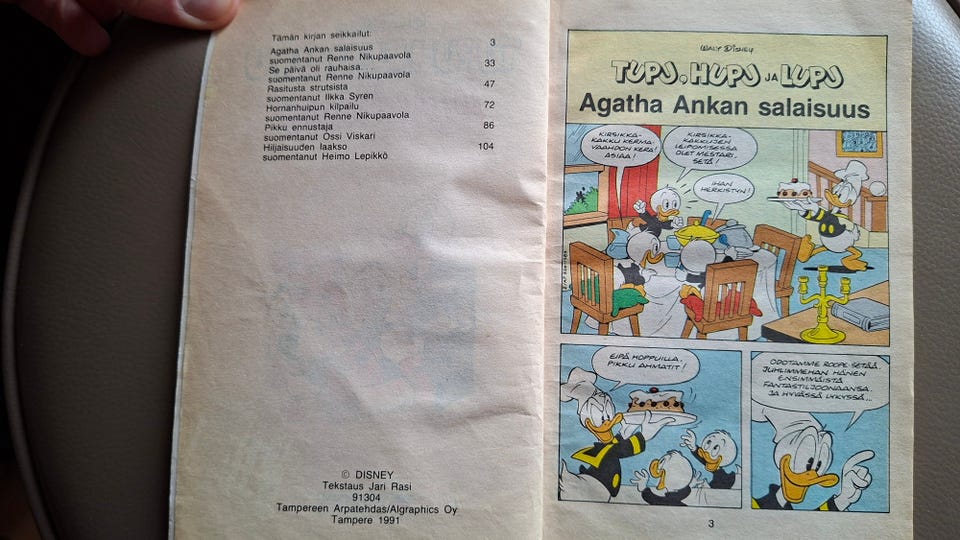 Tämän kirjan seikkailut:
Agatha Ankan salaisuus 3
suomentanut Renne Nikupaavola
Se päivä oli rauhaisa... 33
suomentanut Renne Nikupaavola
Rasitusta strutsista 47
suomentanut Ilkka Syren
Hornanhuipun kilpailu 72
suomentanut Renne Nikupaavola
Pikku ennustaja 86
suomentanut Ossi Viskari
Hiljaisuuden laakso 104
suomentanut Heimo Lepikkö
© DISNEY
Tekstaus Jari Rasi
91304
Tampereen Arpatehdas/Algraphics Oy
Tampere 1991
WALT DISNEY
TUPS, HUPS JA LUPS
Agatha Ankan salaisuus
KIRSIKKA-
KAKKU KERMA-
VAAHDON KERA!
ASIAA!
KIRSIKKA-
KAKKUJEN
LEIPOMISESSA
OLET MESTARI,
SETÄ!
IHAN
HERKISTYN!
EIPÄ HOPPUILLA,
PIKKU AHMATIT!
ODOTAMME ROOPE-SETÄÄ.
JUHLIMMEHAN HÄNEN
ENSIMMÄISTÄ
FANTASTILJOONAANSA.
JA HYVÄSSÄ LYKYSSÄ...
3